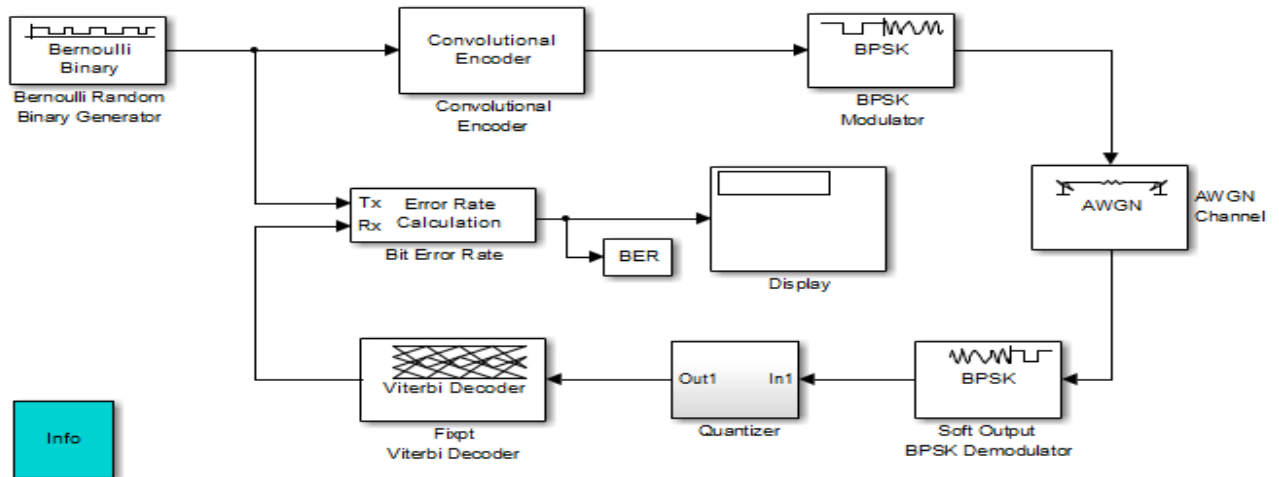 Bernoulli
Binary
Bernoulli Random
Binary Generator
Convolutional
Encoder
Convolutional
Encoder
BPSK
BPSK
Modulator
AWGN
AWGN
Channel
Tx
Rx
Error Rate
Calculation
Bit Error Rate
BER
Display
Viterbi Decoder
Fixpt
Viterbi Decoder
Out1
In1
Quantizer
BPSK
Soft Output
BPSK Demodulator
Info